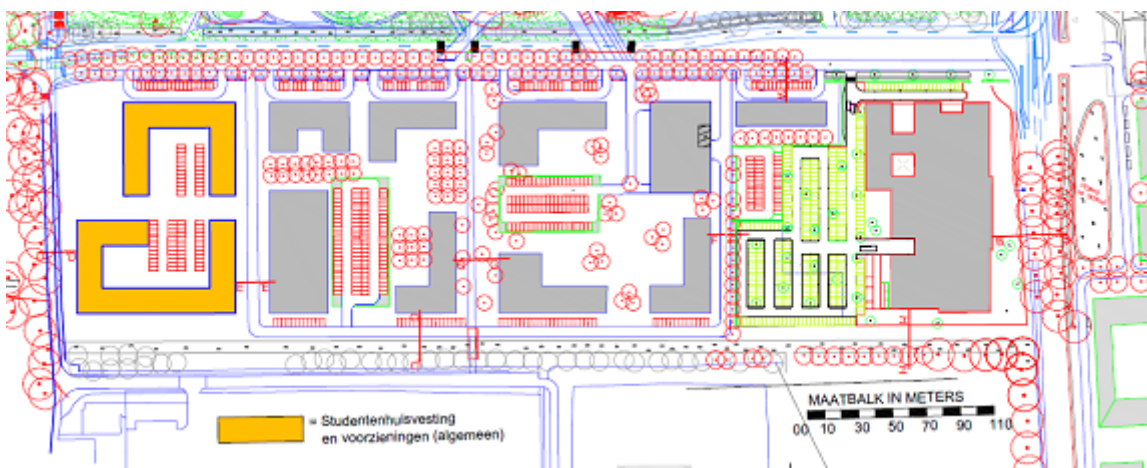 = Studentenhuisvesting
en voorzieningen (algemeen)
MAATBALK IN METERS
00 10 30 50 70 90 110